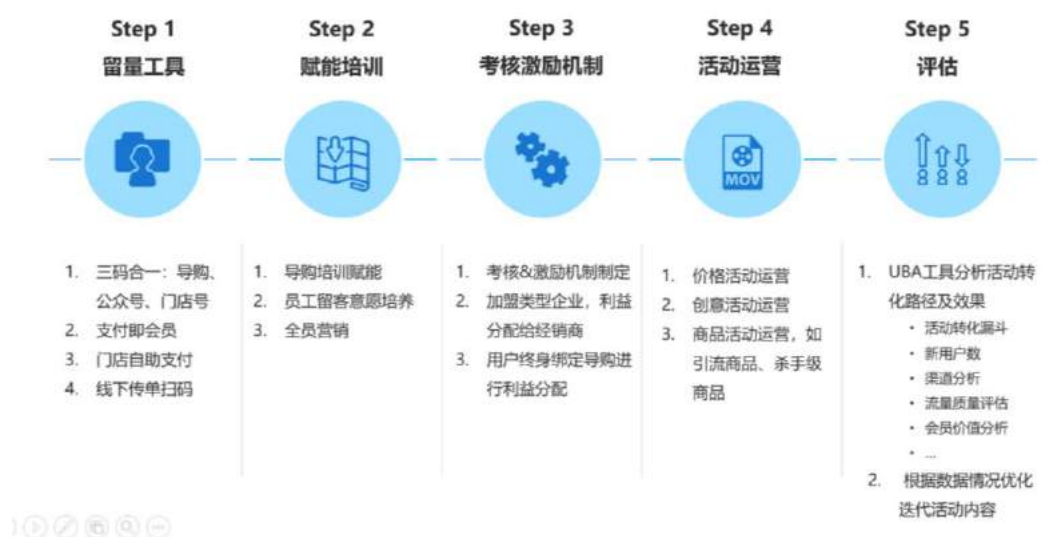 Step 1
留量工具
1. 三码合一：导购、
公众号、门店号
2. 支付即会员
3. 门店自助支付
4. 线下传单扫码
Step 2
赋能培训
1. 导购培训赋能
2. 员工留客意愿培养
3. 全员营销
Step 3
考核激励机制
1. 考核&激励机制制定
2. 加盟类型企业，利益
分配给经销商
3. 用户终身绑定导购进
行利益分配
Step 4
活动运营
MOV
1. 价格活动运营
2. 创意活动运营
3. 商品活动运营，如
引流商品、杀手级
商品
Step 5
评估
1. UBA工具分析活动转
化路径及效果
• 活动转化漏斗
• 新用户数
• 渠道分析
• 流量质量评估
• 会员价值分析
• ...
2. 根据数据情况优化
迭代活动内容